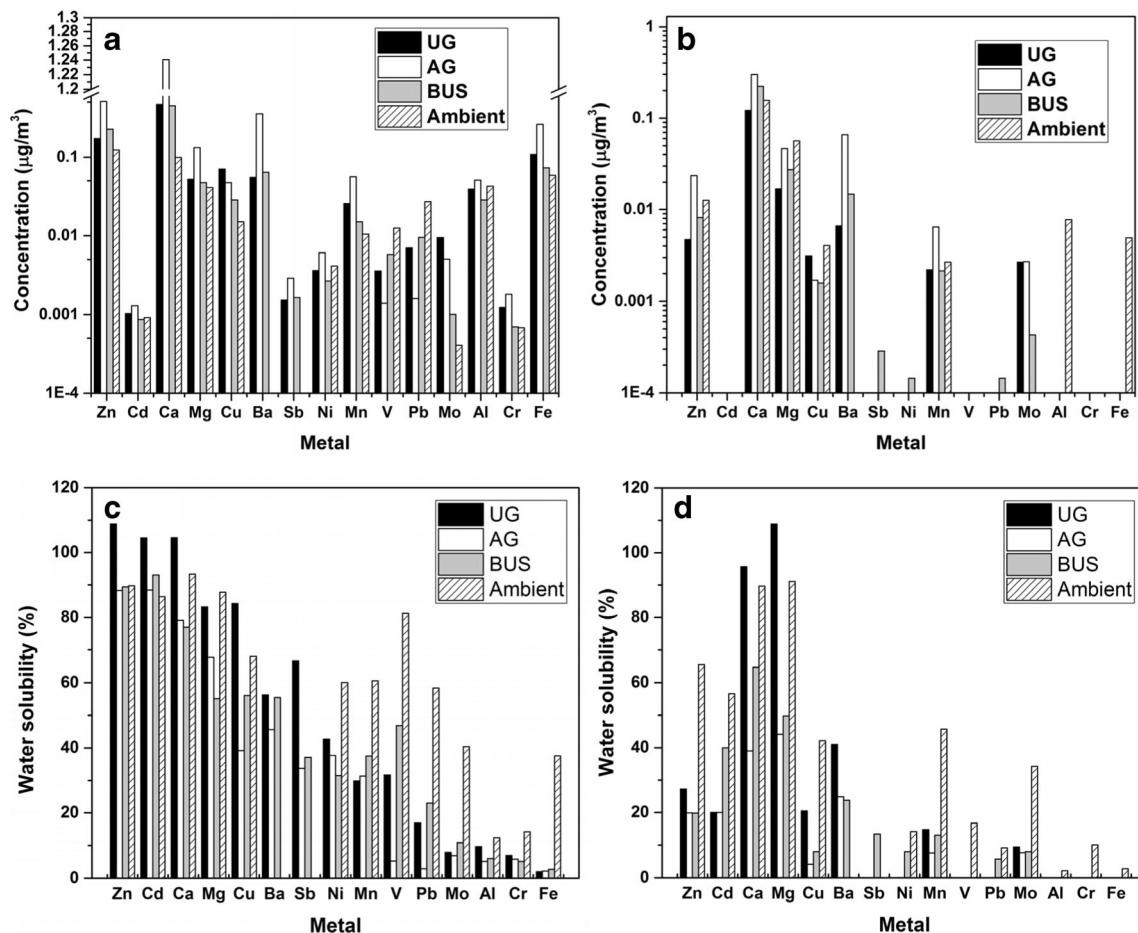 a
UG
AG
BUS
Ambient
1.3
1.26
1.24
1.22
1.2
0.1
0.01
0.001
1E-4
Concentration (μg/m³)
Zn Cd Ca Mg Cu Ba Sb Ni Mn V Pb Mo Al Cr Fe
Metal
b
UG
AG
BUS
Ambient
1
0.1
0.01
0.001
1E-4
Concentration (μg/m³)
Zn Cd Ca Mg Cu Ba Sb Ni Mn V Pb Mo Al Cr Fe
Metal
c
UG
AG
BUS
Ambient
120
100
80
60
40
20
0
Water solubility (%)
Zn Cd Ca Mg Cu Ba Sb Ni Mn V Pb Mo Al Cr Fe
Metal
d
UG
AG
BUS
Ambient
120
100
80
60
40
20
0
Water solubility (%)
Zn Cd Ca Mg Cu Ba Sb Ni Mn V Pb Mo Al Cr Fe
Metal